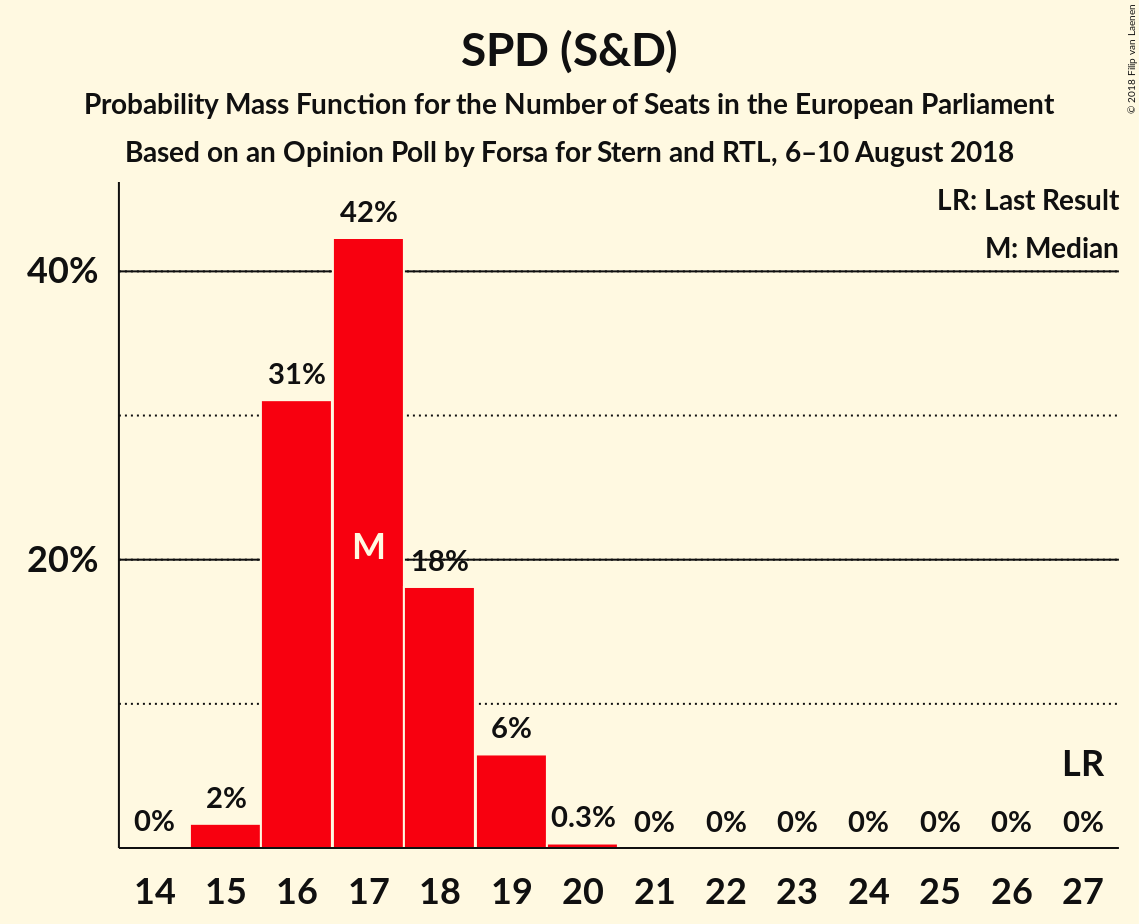 SPD (S&D)
Probability Mass Function for the Number of Seats in the European Parliament
Based on an Opinion Poll by Forsa for Stern and RTL, 6–10 August 2018
© 2018 Filip van Laenen
LR: Last Result
M: Median
42%
40%
31%
M
20%
18%
6%
LR
2%
0%
0.3%
0% 0% 0% 0% 0% 0% 0%
14 15 16 17 18 19 20 21 22 23 24 25 26 27